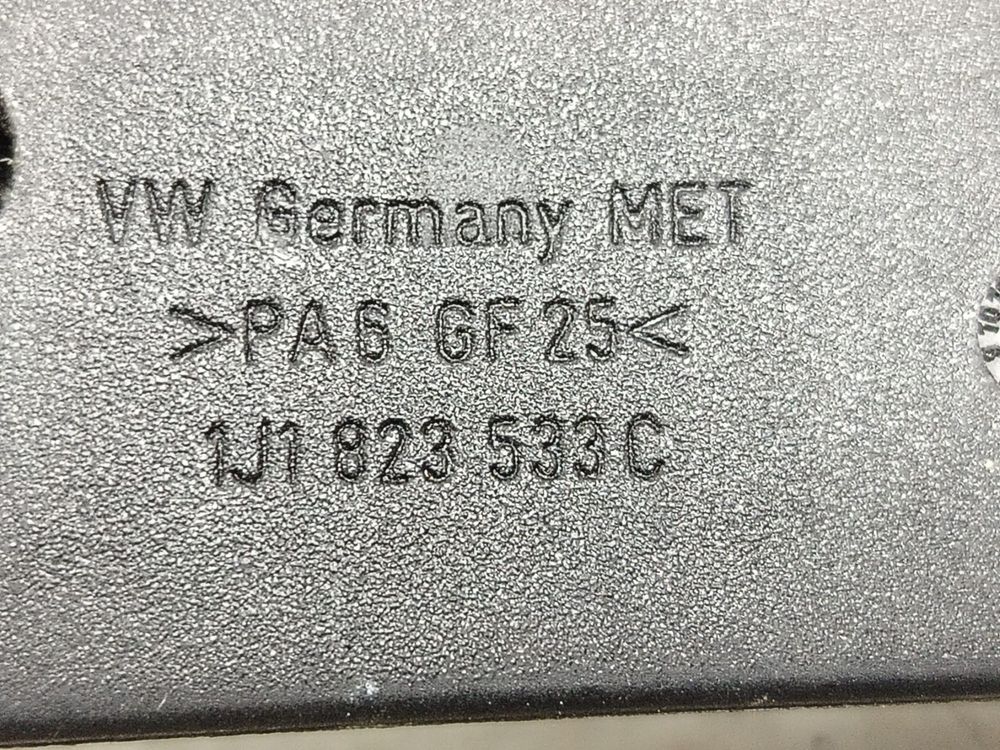 VW Germany MET
>PA6 GF25<
1J1 823 533 C